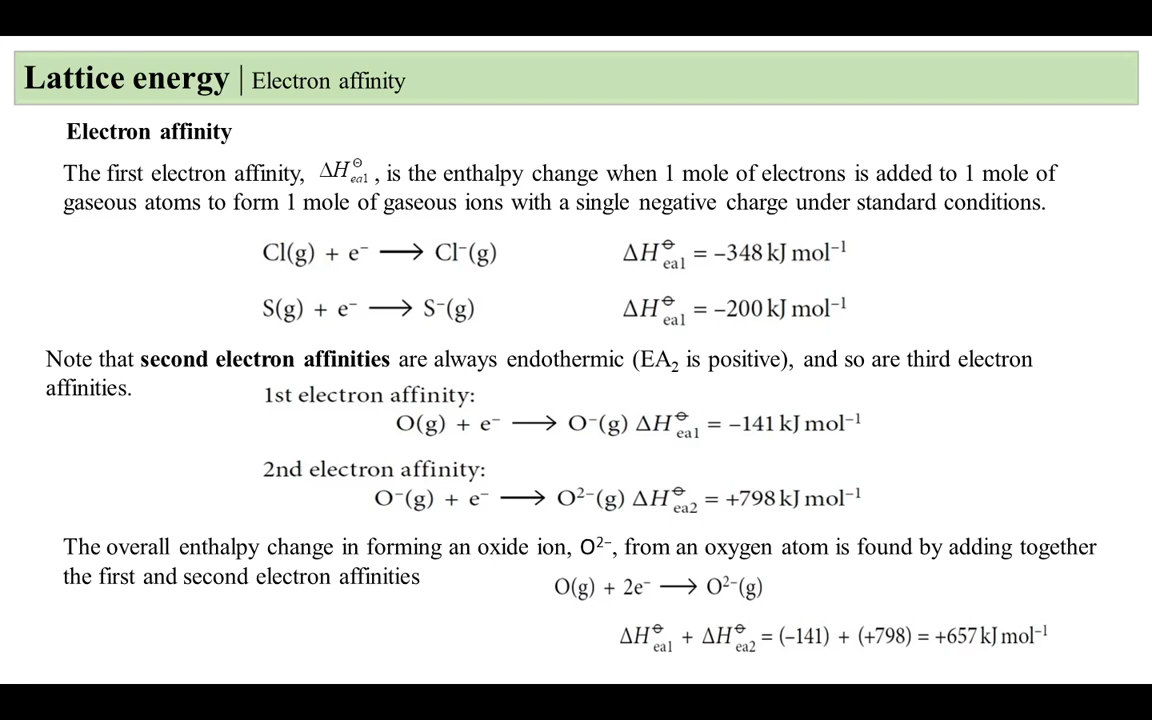 Lattice energy | Electron affinity
Electron affinity
The first electron affinity, ΔH⦵ea1 , is the enthalpy change when 1 mole of electrons is added to 1 mole of
gaseous atoms to form 1 mole of gaseous ions with a single negative charge under standard conditions.
Cl(g) + e⁻ ⟶ Cl⁻(g) ΔH⦵ea1 = –348 kJ mol⁻¹
S(g) + e⁻ ⟶ S⁻(g) ΔH⦵ea1 = –200 kJ mol⁻¹
Note that second electron affinities are always endothermic (EA₂ is positive), and so are third electron
affinities.
1st electron affinity:
O(g) + e⁻ ⟶ O⁻(g) ΔH⦵ea1 = –141 kJ mol⁻¹
2nd electron affinity:
O⁻(g) + e⁻ ⟶ O²⁻(g) ΔH⦵ea2 = +798 kJ mol⁻¹
The overall enthalpy change in forming an oxide ion, O²⁻, from an oxygen atom is found by adding together
the first and second electron affinities
O(g) + 2e⁻ ⟶ O²⁻(g)
ΔH⦵ea1 + ΔH⦵ea2 = (–141) + (+798) = +657 kJ mol⁻¹